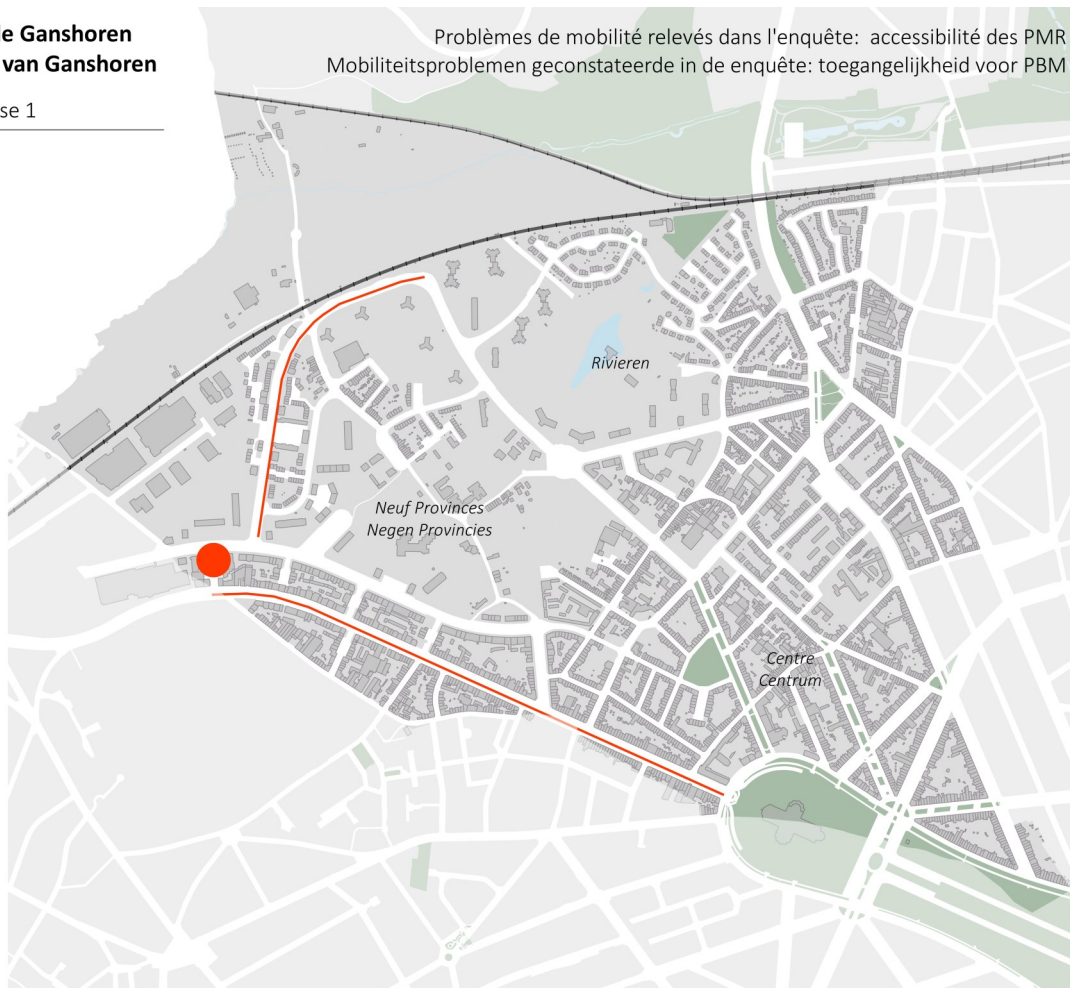 de Ganshoren
van Ganshoren
se 1
Problèmes de mobilité relevés dans l'enquête: accessibilité des PMR
Mobiliteitsproblemen geconstateerde in de enquête: toegangelijkheid voor PBM
Rivieren
Neuf Provinces
Negen Provincies
Centre
Centrum